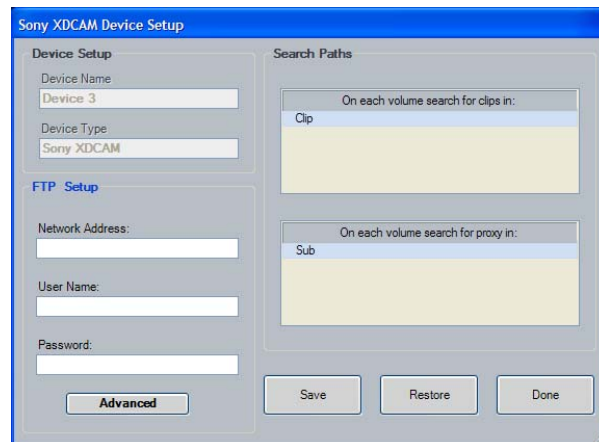 Sony XDCAM Device Setup
Device Setup
Device Name
Device 3
Device Type
Sony XDCAM
FTP Setup
Network Address:
User Name:
Password:
Advanced
Search Paths
On each volume search for clips in:
Clip
On each volume search for proxy in:
Sub
Save
Restore
Done